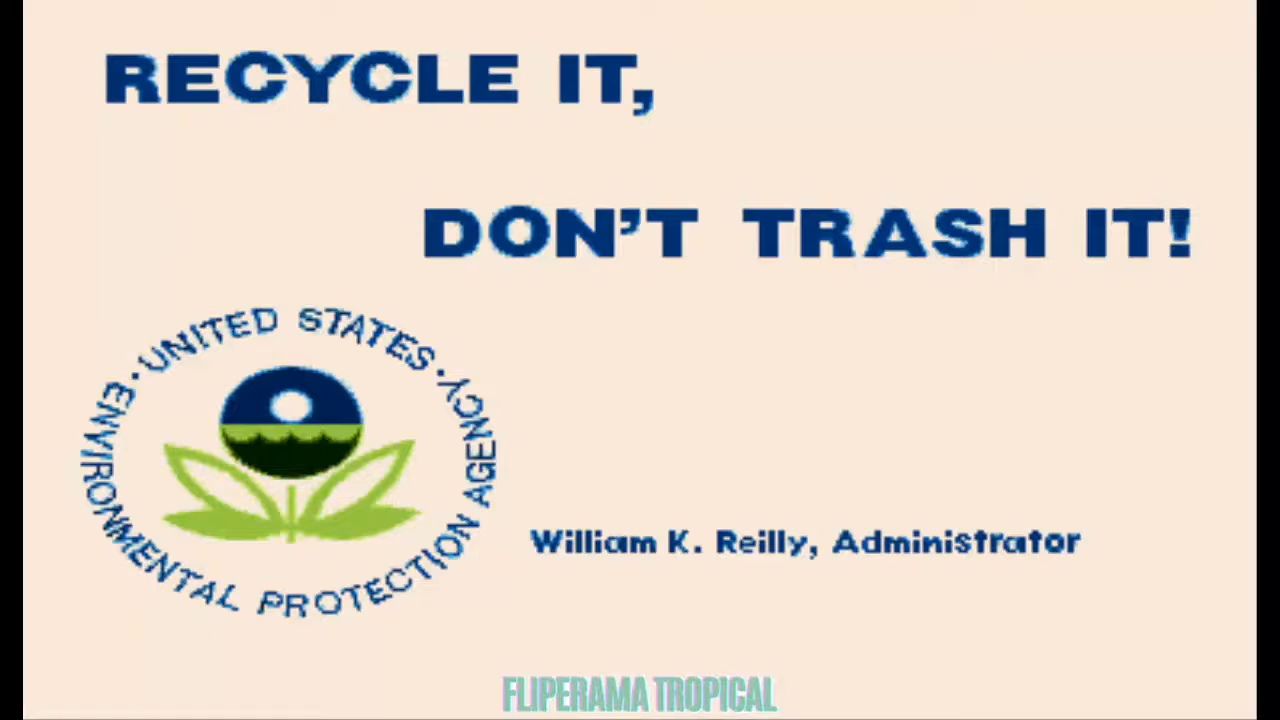 RECYCLE IT,
DON'T TRASH IT!
UNITED STATES
• ENVIRONMENTAL PROTECTION AGENCY •
William K. Reilly, Administrator
FLIPERAMA TROPICAL